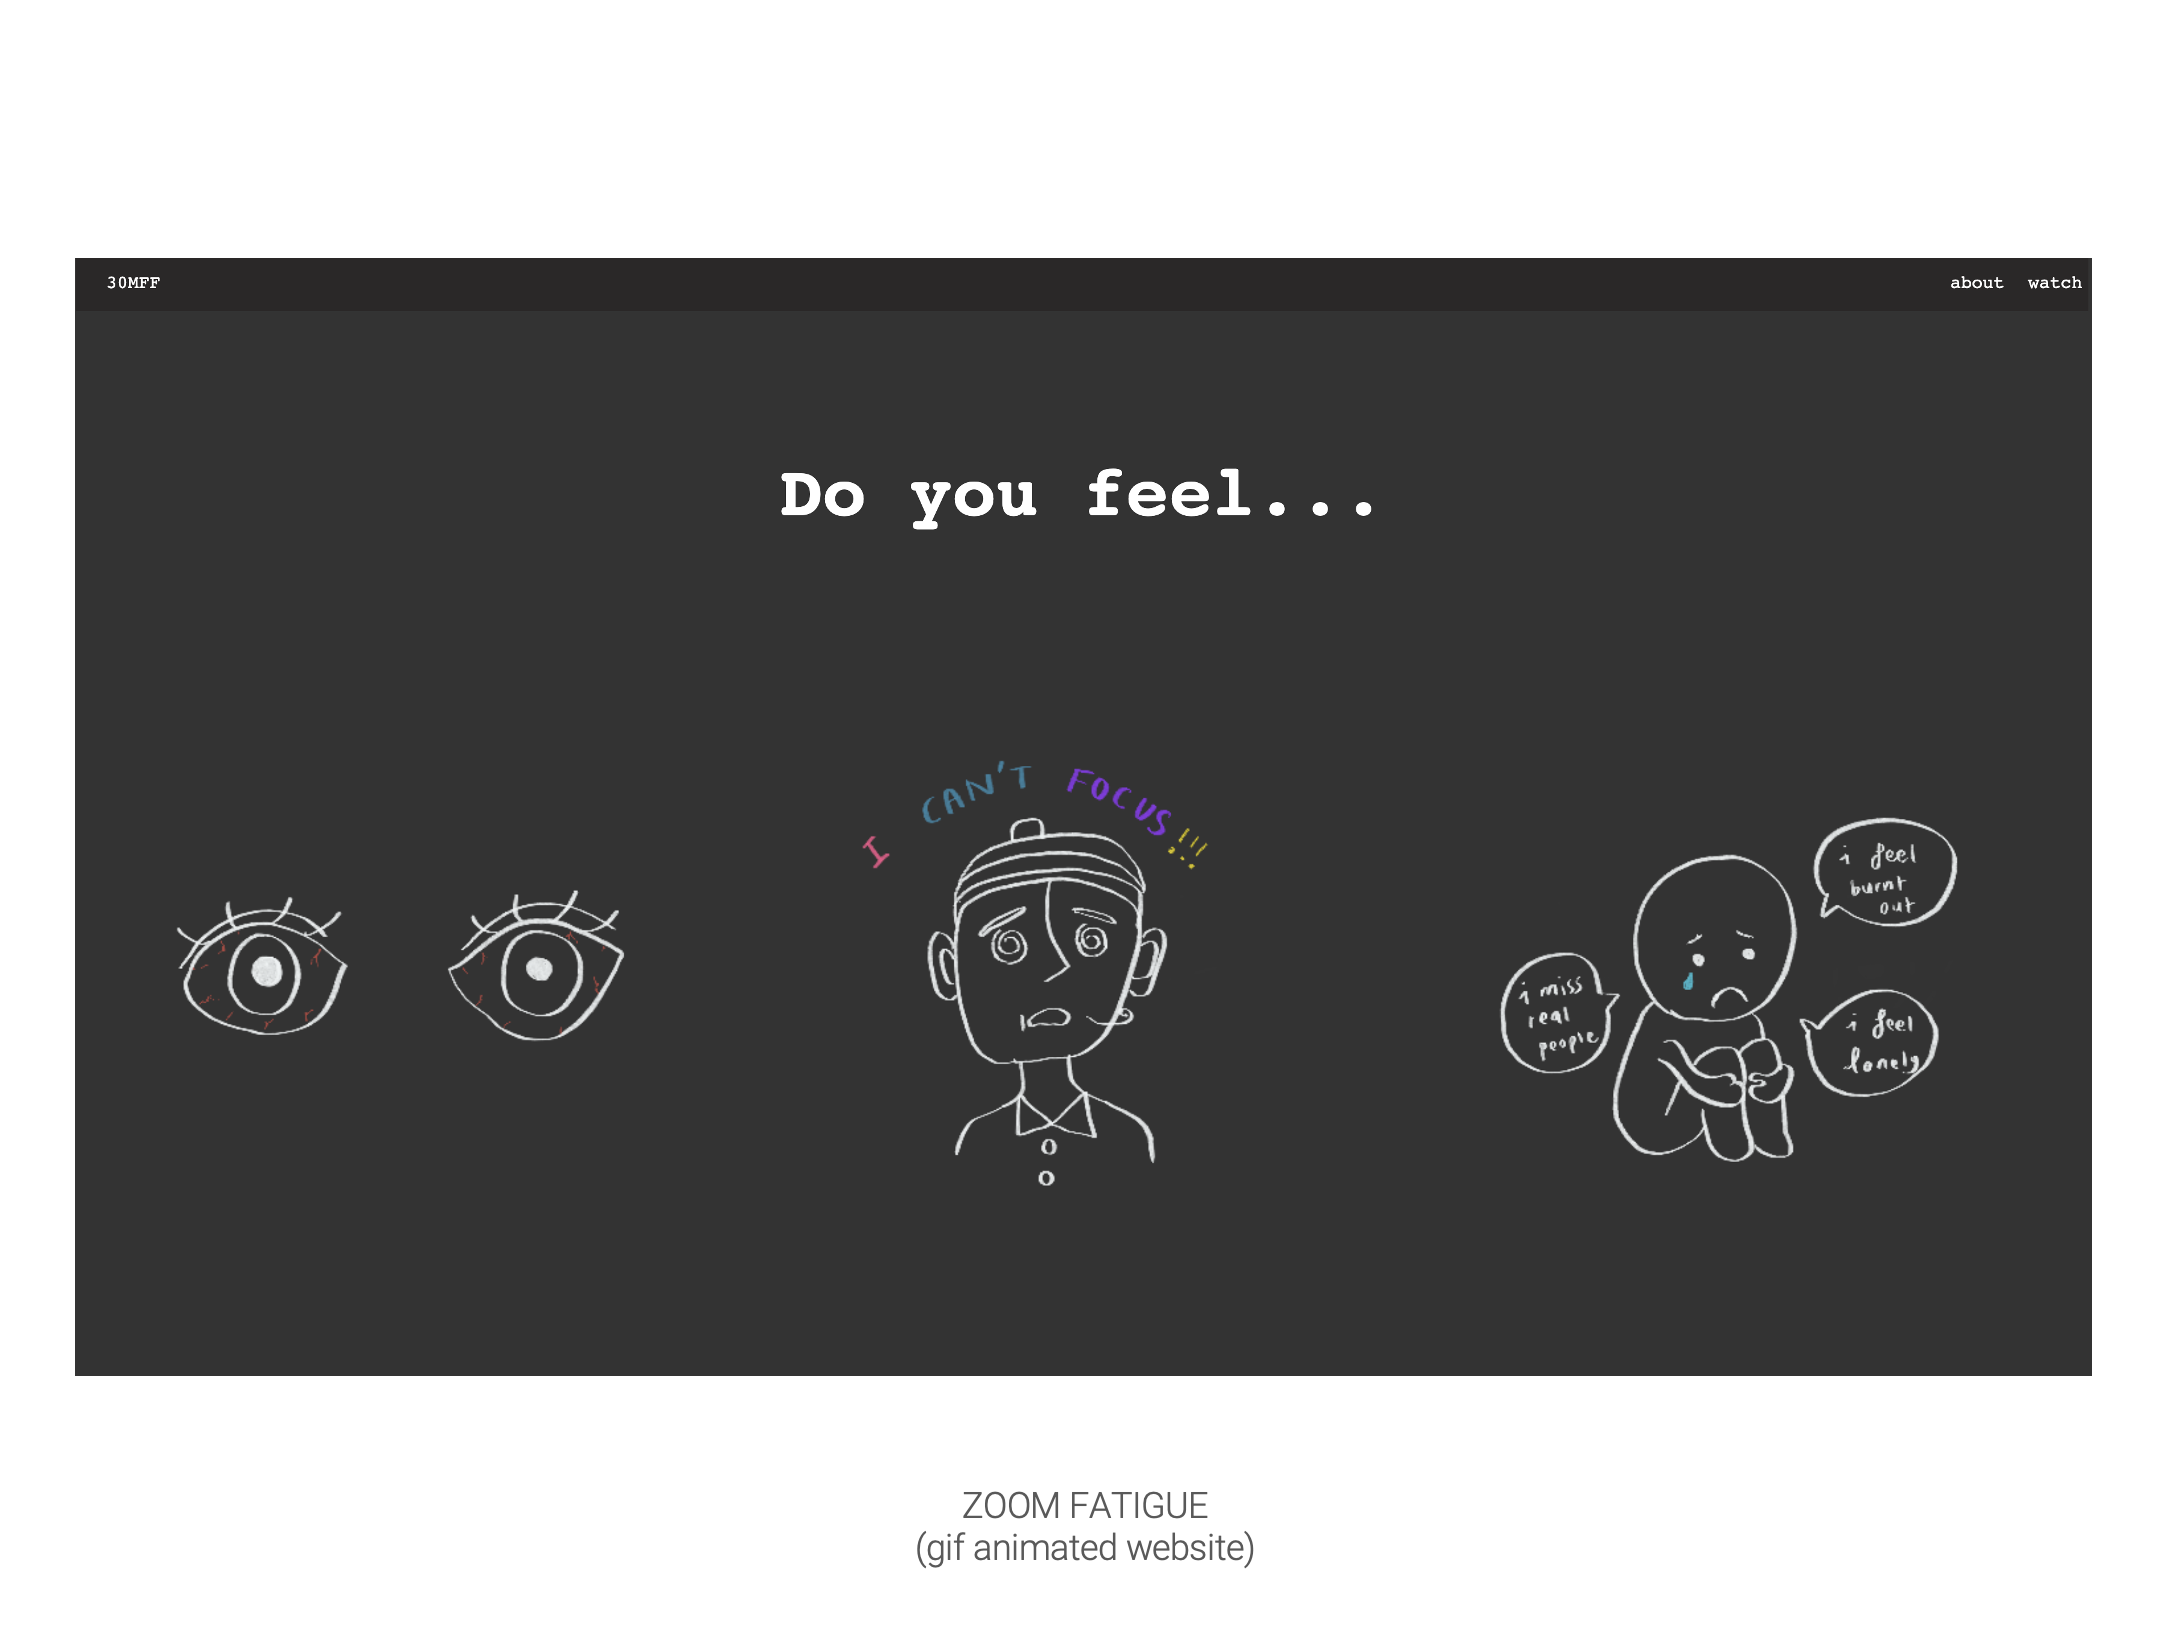 30MFF
about watch
Do you feel...
I CAN'T FOCUS!!!
i feel
burnt
out
i miss
real
people
i feel
lonely
ZOOM FATIGUE
(gif animated website)